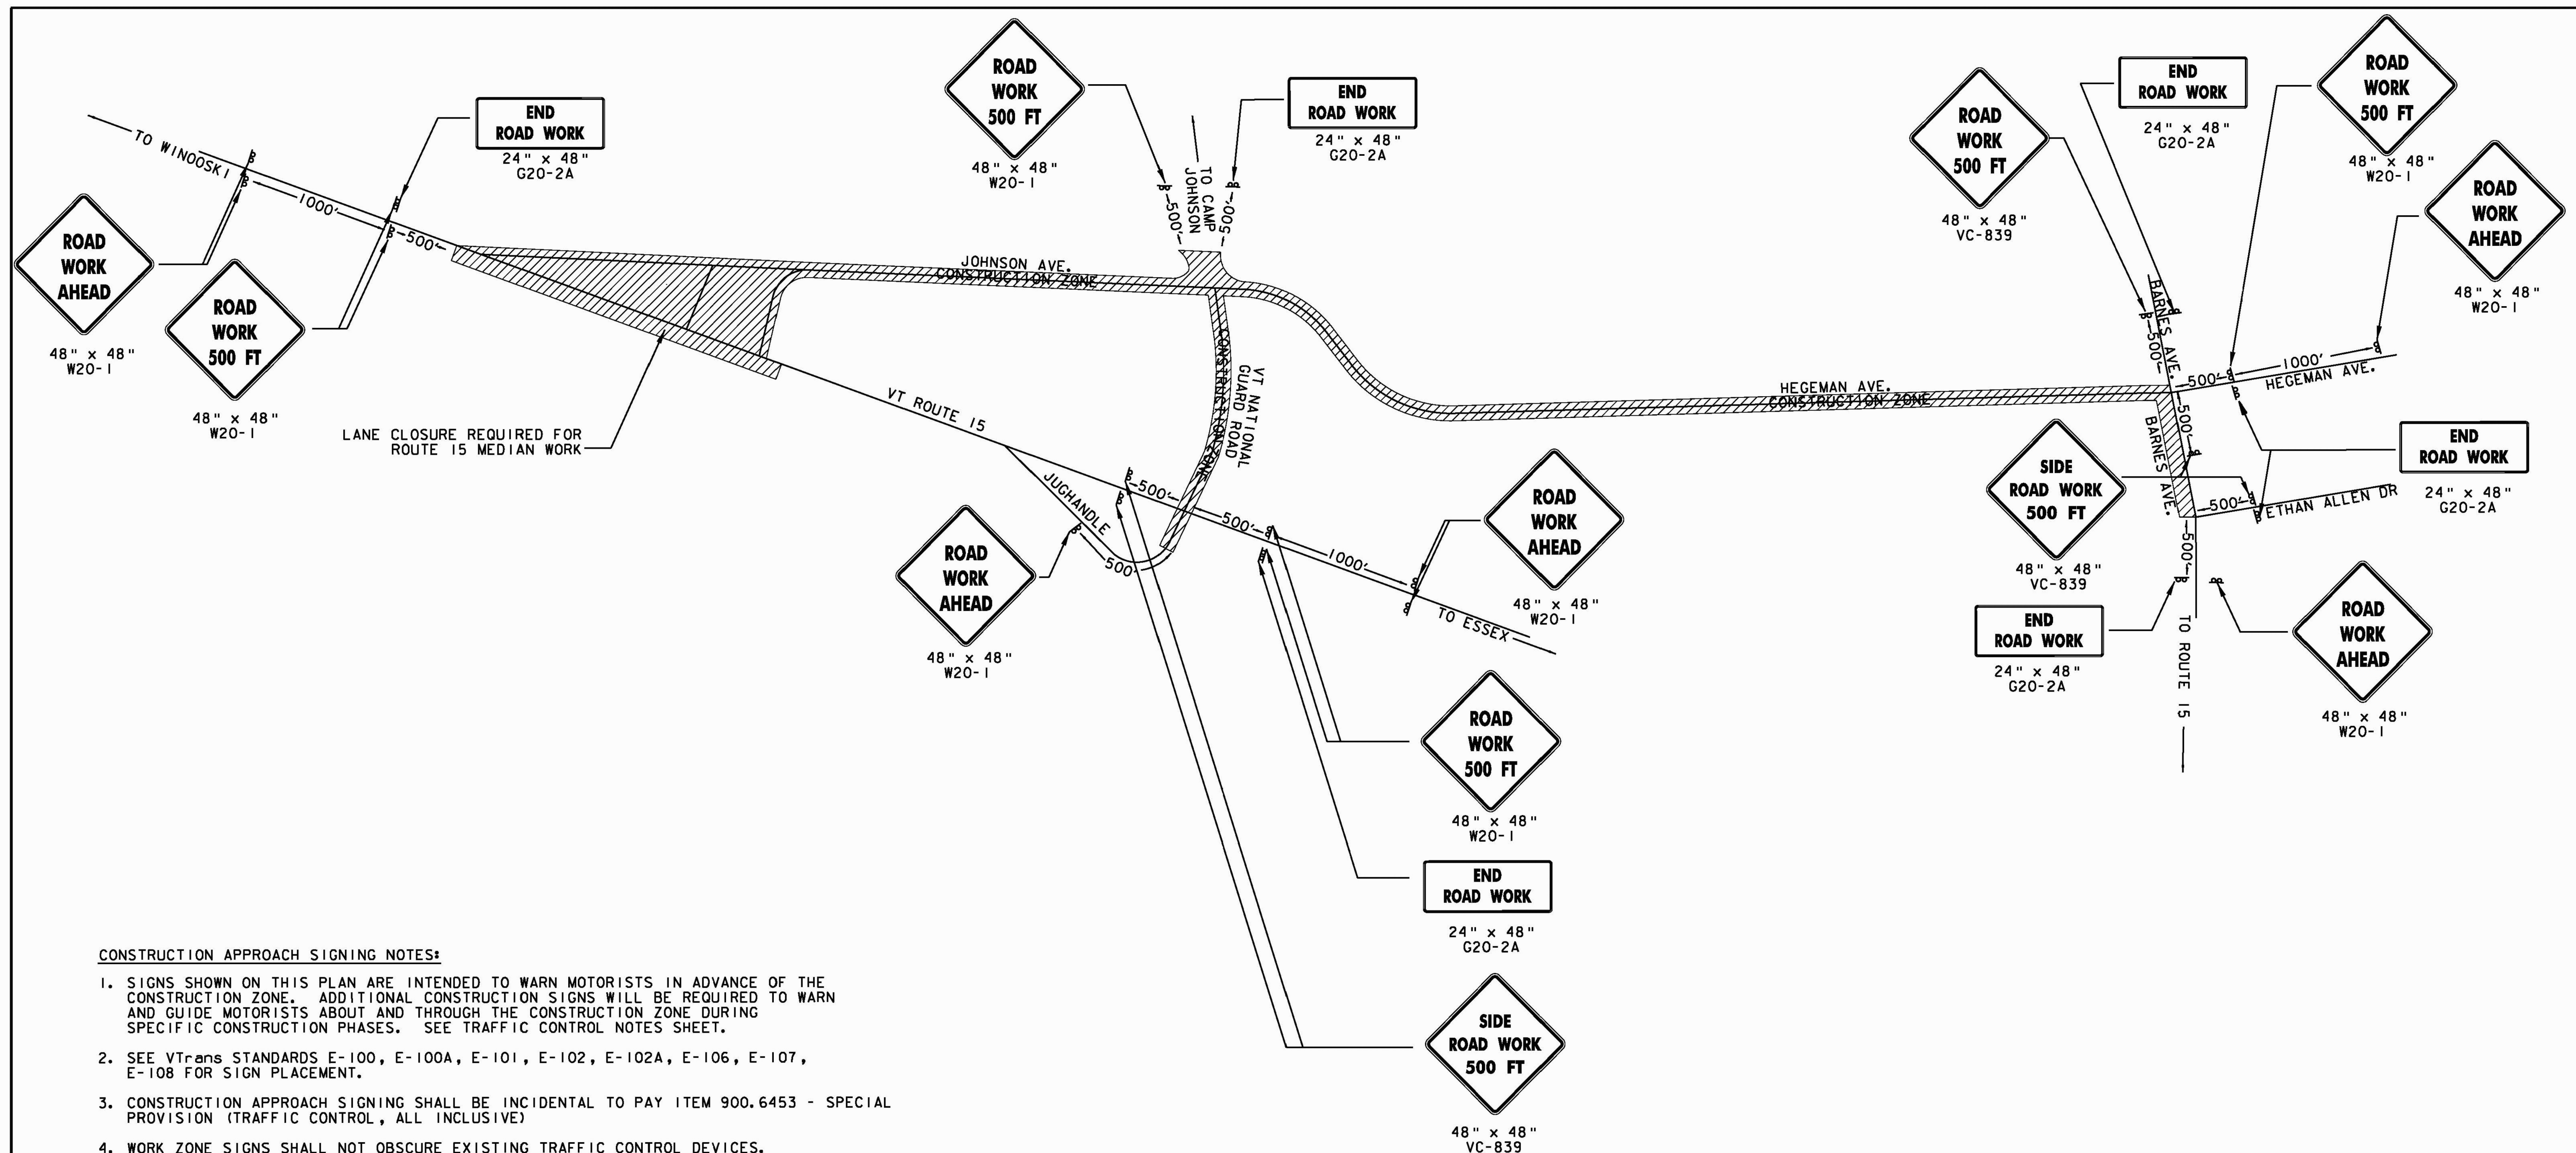 TO WINOOSKI
1000'
500'
ROAD
WORK
AHEAD
48" x 48"
W20-1
ROAD
WORK
500 FT
48" x 48"
W20-1
END
ROAD WORK
24" x 48"
G20-2A
LANE CLOSURE REQUIRED FOR
ROUTE 15 MEDIAN WORK
JOHNSON AVE.
CONSTRUCTION ZONE
VT ROUTE 15
ROAD
WORK
500 FT
48" x 48"
W20-1
500'
TO CAMP
JOHNSON
500'
END
ROAD WORK
24" x 48"
G20-2A
CONSTRUCTION ZONE
VT NATIONAL
GUARD ROAD
JUGHANDLE
500'
ROAD
WORK
AHEAD
48" x 48"
W20-1
500'
500'
1000'
TO ESSEX
ROAD
WORK
AHEAD
48" x 48"
W20-1
ROAD
WORK
500 FT
48" x 48"
W20-1
END
ROAD WORK
24" x 48"
G20-2A
SIDE
ROAD WORK
500 FT
48" x 48"
VC-839
HEGEMAN AVE.
CONSTRUCTION ZONE
ROAD
WORK
500 FT
48" x 48"
VC-839
END
ROAD WORK
24" x 48"
G20-2A
ROAD
WORK
500 FT
48" x 48"
W20-1
ROAD
WORK
AHEAD
48" x 48"
W20-1
BARNES AVE.
500'
500'
1000'
HEGEMAN AVE.
500'
BARNES AVE.
SIDE
ROAD WORK
500 FT
48" x 48"
VC-839
END
ROAD WORK
24" x 48"
G20-2A
500'
ETHAN ALLEN DR
500'
END
ROAD WORK
24" x 48"
G20-2A
TO ROUTE 15
ROAD
WORK
AHEAD
48" x 48"
W20-1
CONSTRUCTION APPROACH SIGNING NOTES:
1. SIGNS SHOWN ON THIS PLAN ARE INTENDED TO WARN MOTORISTS IN ADVANCE OF THE
CONSTRUCTION ZONE. ADDITIONAL CONSTRUCTION SIGNS WILL BE REQUIRED TO WARN
AND GUIDE MOTORISTS ABOUT AND THROUGH THE CONSTRUCTION ZONE DURING
SPECIFIC CONSTRUCTION PHASES. SEE TRAFFIC CONTROL NOTES SHEET.
2. SEE VTrans STANDARDS E-100, E-100A, E-101, E-102, E-102A, E-106, E-107,
E-108 FOR SIGN PLACEMENT.
3. CONSTRUCTION APPROACH SIGNING SHALL BE INCIDENTAL TO PAY ITEM 900.6453 - SPECIAL
PROVISION (TRAFFIC CONTROL, ALL INCLUSIVE)
4. WORK ZONE SIGNS SHALL NOT OBSCURE EXISTING TRAFFIC CONTROL DEVICES.